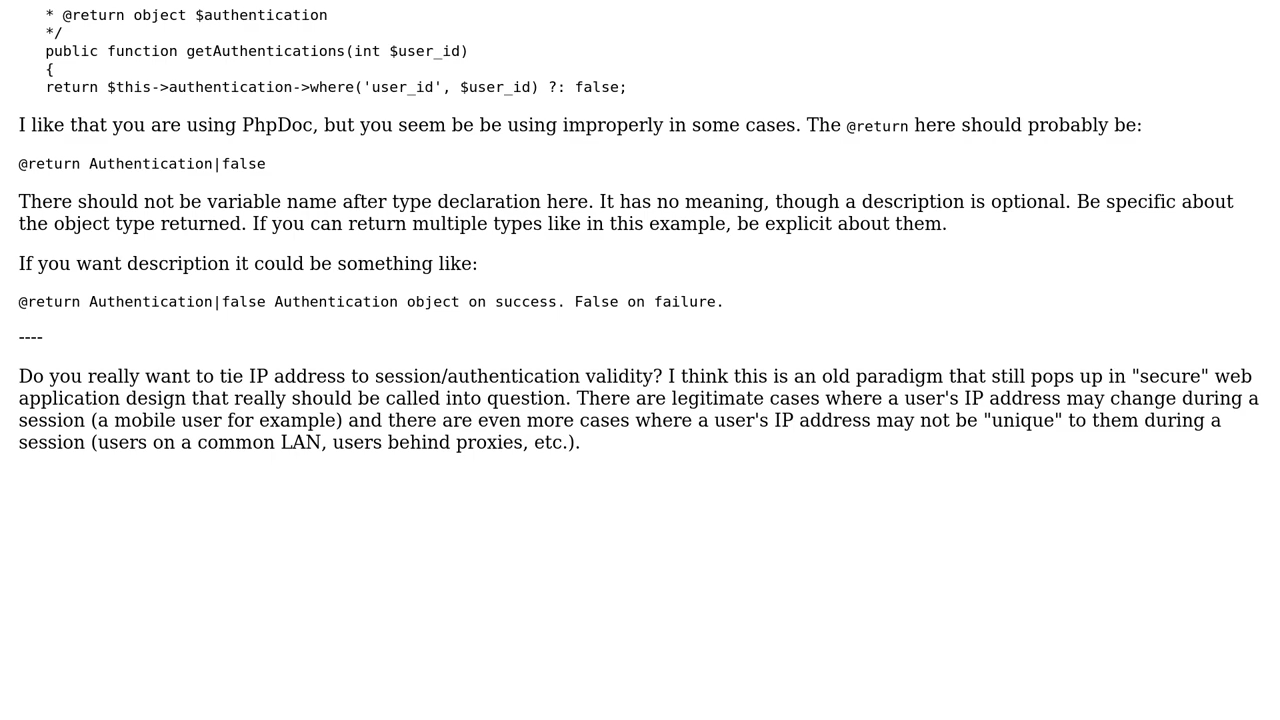 * @return object $authentication
*/
public function getAuthentications(int $user_id)
{
return $this->authentication->where('user_id', $user_id) ?: false;
I like that you are using PhpDoc, but you seem be be using improperly in some cases. The @return here should probably be:
@return Authentication|false
There should not be variable name after type declaration here. It has no meaning, though a description is optional. Be specific about
the object type returned. If you can return multiple types like in this example, be explicit about them.
If you want description it could be something like:
@return Authentication|false Authentication object on success. False on failure.
----
Do you really want to tie IP address to session/authentication validity? I think this is an old paradigm that still pops up in "secure" web
application design that really should be called into question. There are legitimate cases where a user's IP address may change during a
session (a mobile user for example) and there are even more cases where a user's IP address may not be "unique" to them during a
session (users on a common LAN, users behind proxies, etc.).